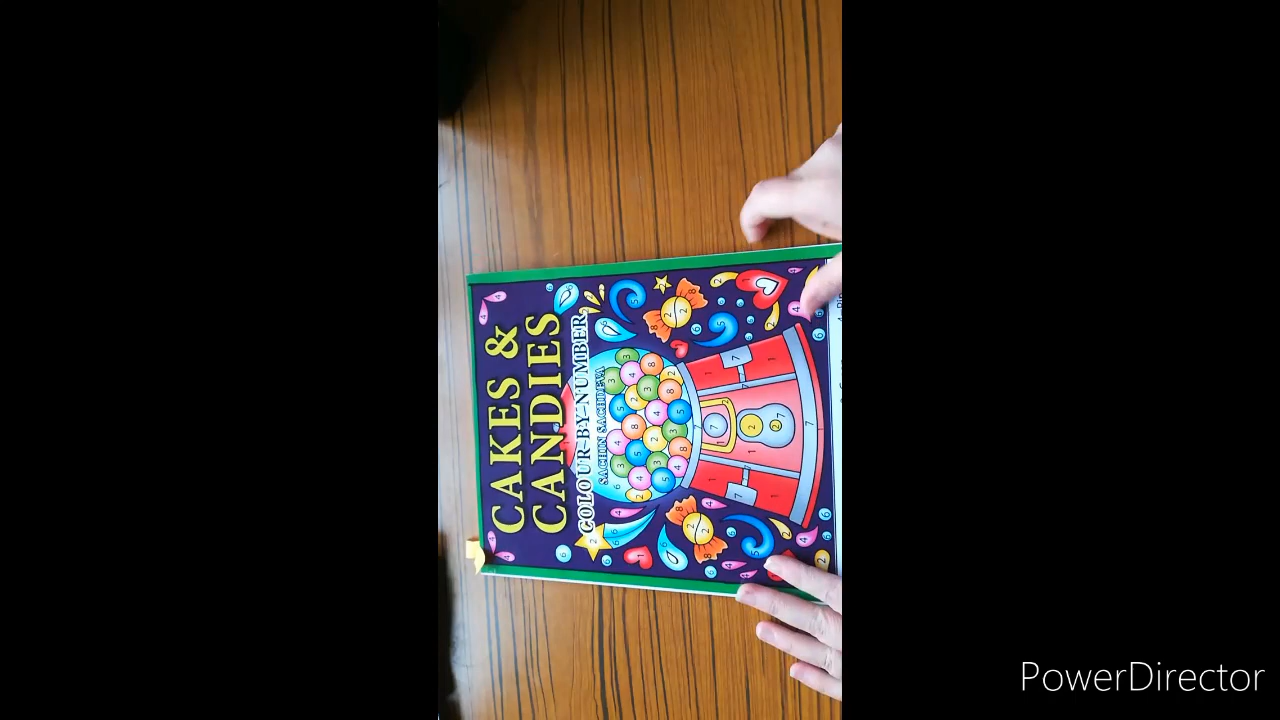 CAKES &
CANDIES
COLOUR-BY-NUMBER
SACHIN SACHDEVA
PowerDirector